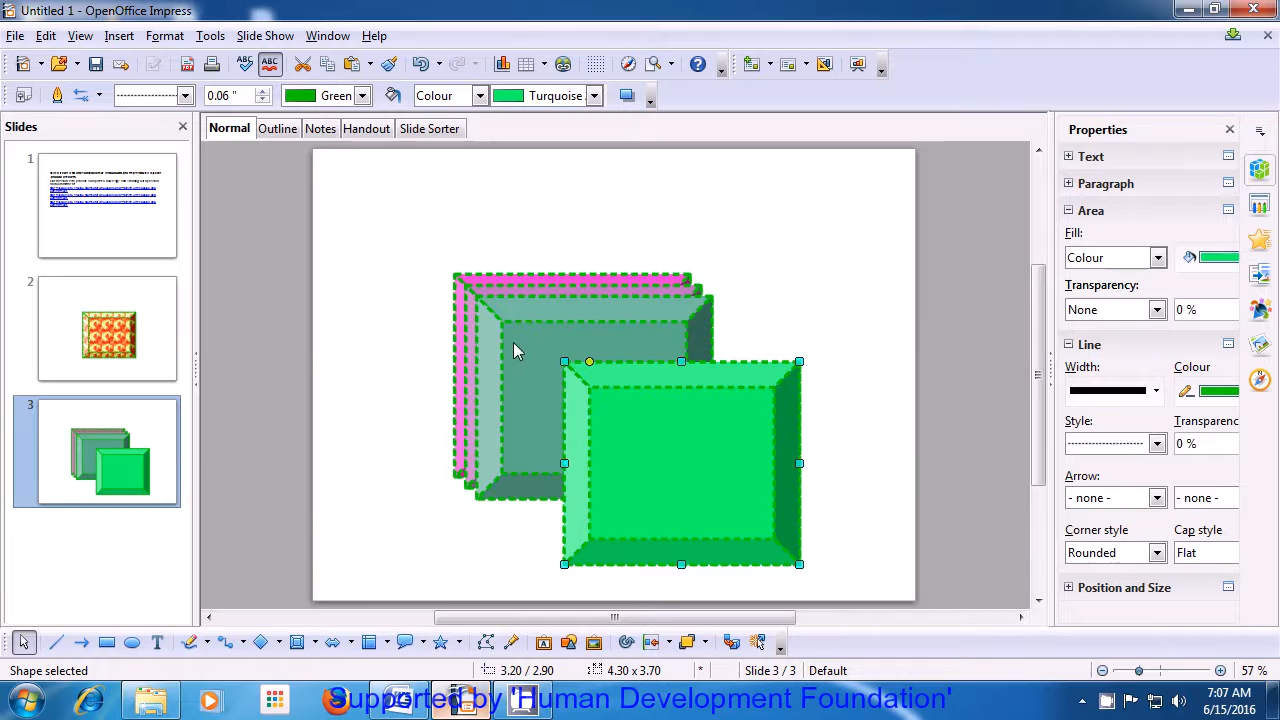 Untitled 1 - OpenOffice Impress
File Edit View Insert Format Tools Slide Show Window Help
0.06 " Green Colour Turquoise
Slides
Normal Outline Notes Handout Slide Sorter
Properties
1
2
3
Text
Paragraph
Area
Fill:
Colour
Transparency:
None 0 %
Line
Width: Colour
Style: Transparenc
0 %
Arrow:
- none - - none -
Corner style Cap style
Rounded Flat
Position and Size
Shape selected 3.20 / 2.90 4.30 x 3.70 * Slide 3 / 3 Default 57 %
Supported by 'Human Development Foundation'
7:07 AM
6/15/2016